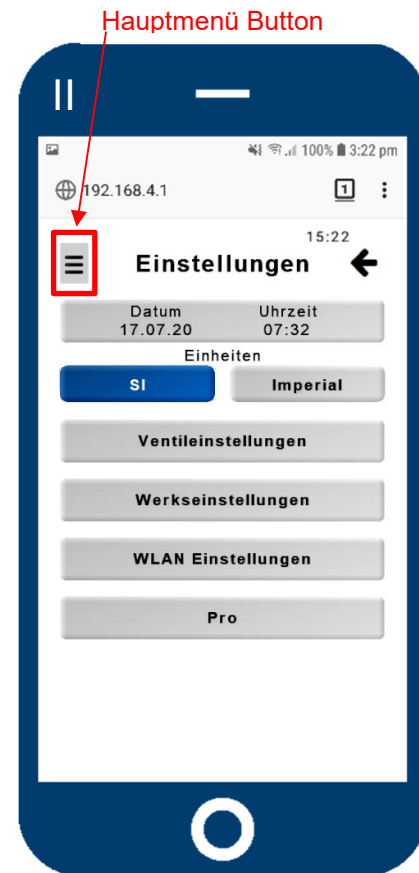 Hauptmenü Button
100% 3:22 pm
192.168.4.1
1
15:22
Einstellungen
Datum Uhrzeit
17.07.20 07:32
Einheiten
SI Imperial
Ventileinstellungen
Werkseinstellungen
WLAN Einstellungen
Pro